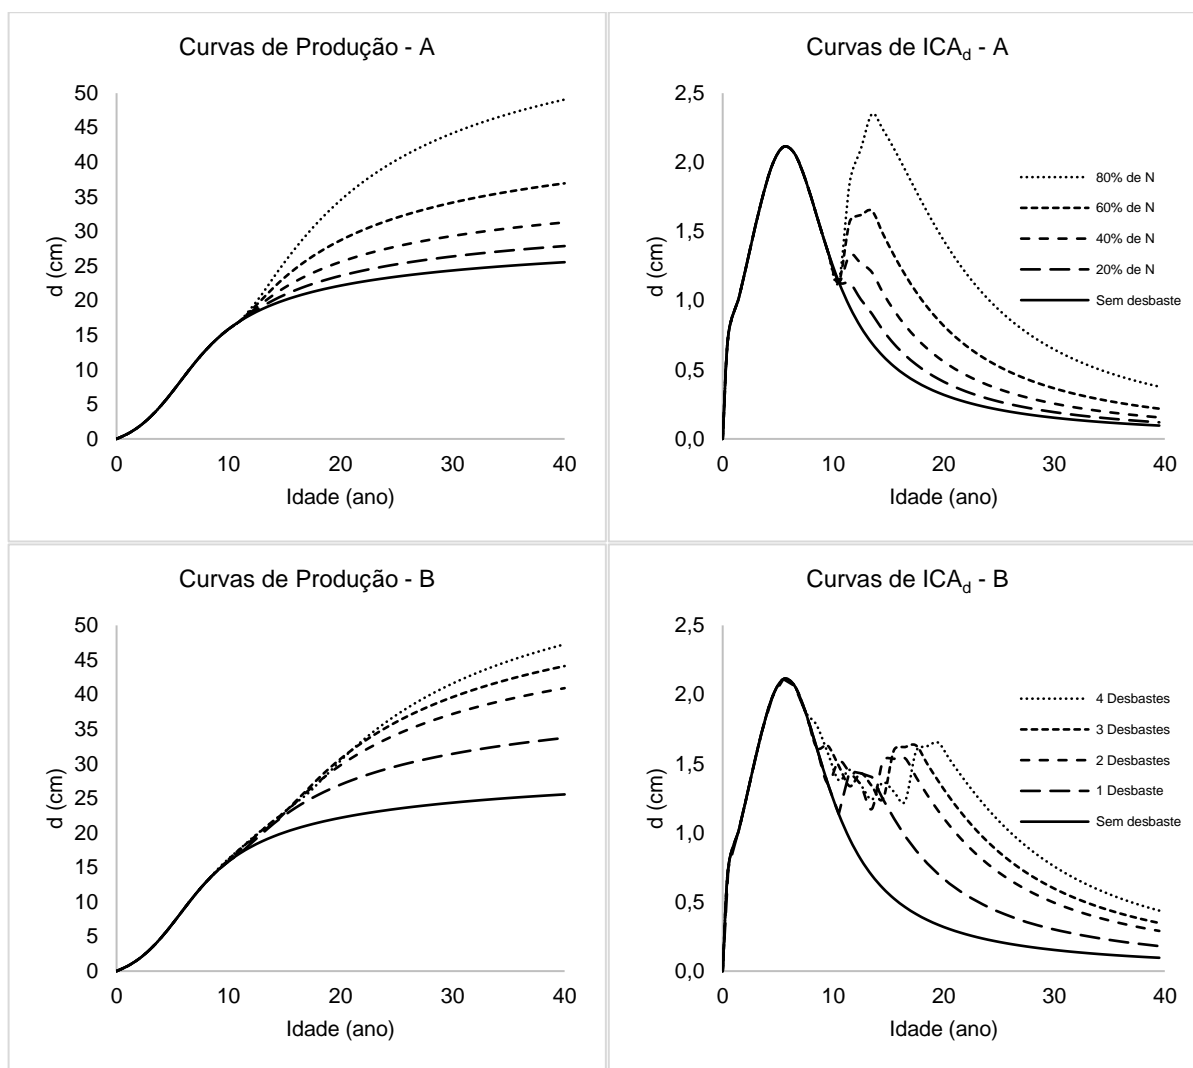 Curvas de Produção - A
50
45
40
35
30
25
20
15
10
5
0
d (cm)
0 10 20 30 40
Idade (ano)
Curvas de ICAd - A
2,5
2,0
1,5
1,0
0,5
0,0
d (cm)
80% de N
60% de N
40% de N
20% de N
Sem desbaste
0 10 20 30 40
Idade (ano)
Curvas de Produção - B
50
45
40
35
30
25
20
15
10
5
0
d (cm)
0 10 20 30 40
Idade (ano)
Curvas de ICAd - B
2,5
2,0
1,5
1,0
0,5
0,0
d (cm)
4 Desbastes
3 Desbastes
2 Desbastes
1 Desbaste
Sem desbaste
0 10 20 30 40
Idade (ano)